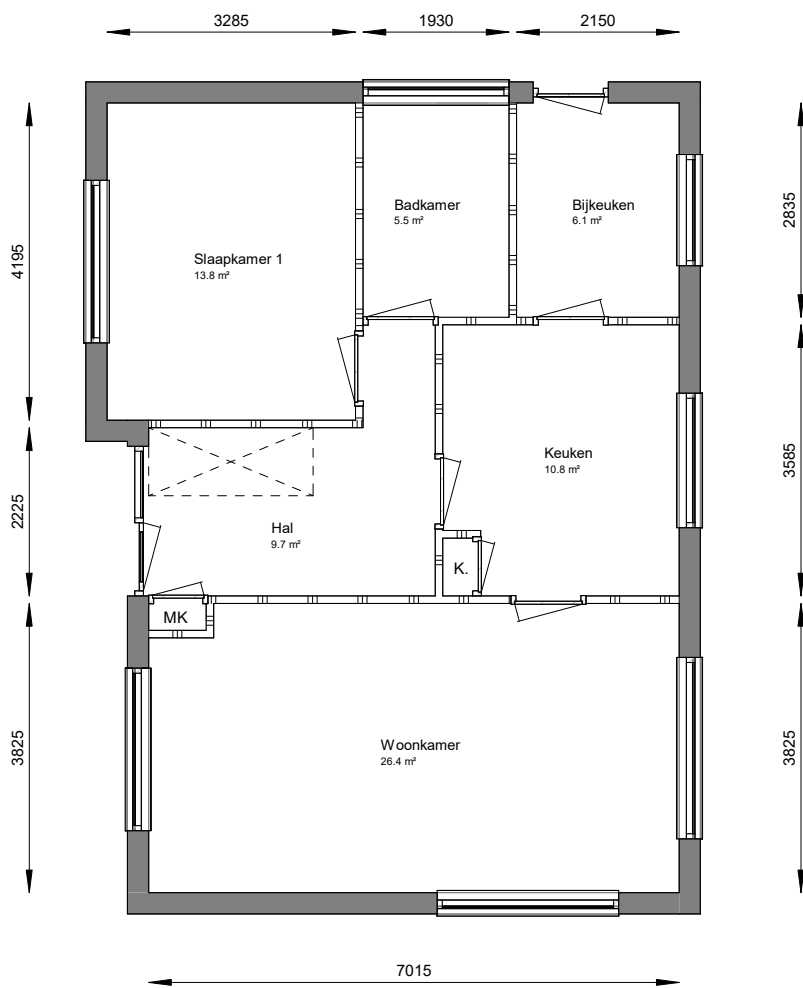 3285
1930
2150
4195
2835
Badkamer
5.5 m²
Bijkeuken
6.1 m²
Slaapkamer 1
13.8 m²
2225
3585
Keuken
10.8 m²
Hal
9.7 m²
K.
MK
3825
3825
Woonkamer
26.4 m²
7015